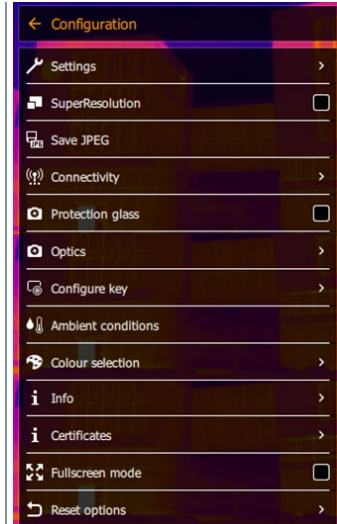 Configuration
Settings
SuperResolution
JPG
Save JPEG
Connectivity
Protection glass
Optics
Configure key
Ambient conditions
Colour selection
Info
Certificates
Fullscreen mode
Reset options